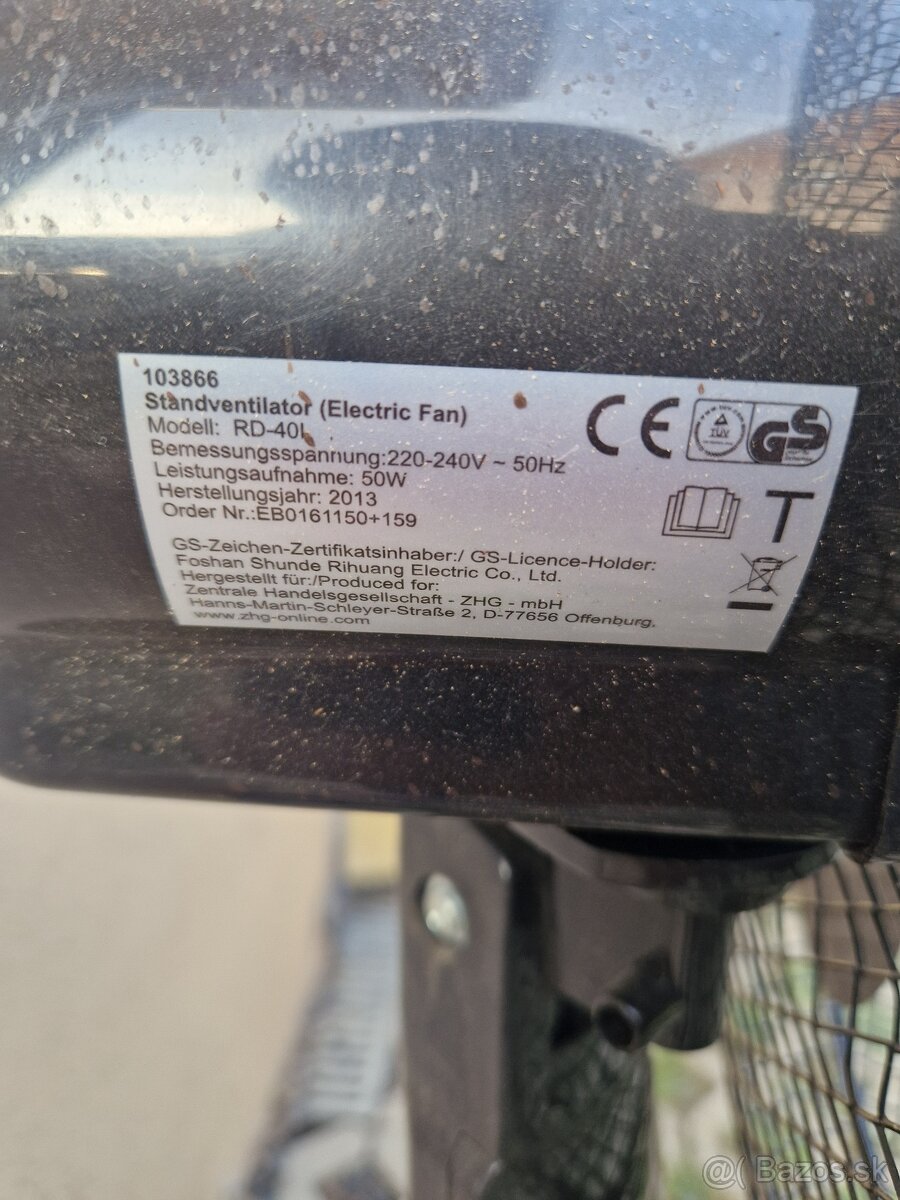 103866
Standventilator (Electric Fan)
Modell: RD-40L
Bemessungsspannung:220-240V ~ 50Hz
Leistungsaufnahme: 50W
Herstellungsjahr: 2013
Order Nr.:EB0161150+159
CE
TÜV
GS
T
GS-Zeichen-Zertifikatsinhaber:/ GS-Licence-Holder:
Foshan Shunde Rihuang Electric Co., Ltd.
Hergestellt für:/Produced for:
Zentrale Handelsgesellschaft - ZHG - mbH
Hanns-Martin-Schleyer-Straße 2, D-77656 Offenburg.
www.zhg-online.com
@( Bazos.sk